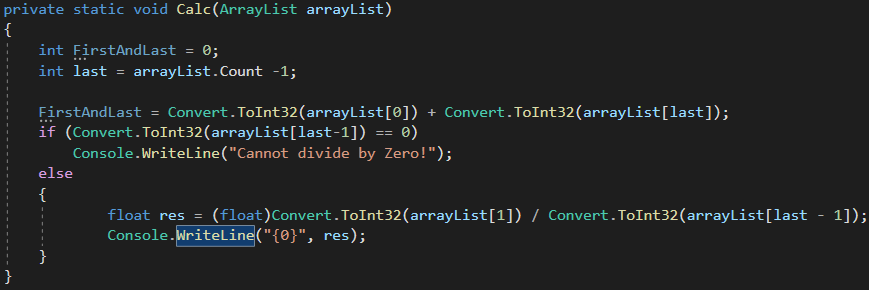 private static void Calc(ArrayList arrayList)
{
    int FirstAndLast = 0;
    int last = arrayList.Count -1;

    FirstAndLast = Convert.ToInt32(arrayList[0]) + Convert.ToInt32(arrayList[last]);
    if (Convert.ToInt32(arrayList[last-1]) == 0)
        Console.WriteLine("Cannot divide by Zero!");
    else
    {
            float res = (float)Convert.ToInt32(arrayList[1]) / Convert.ToInt32(arrayList[last - 1]);
            Console.WriteLine("{0}", res);
    }
}